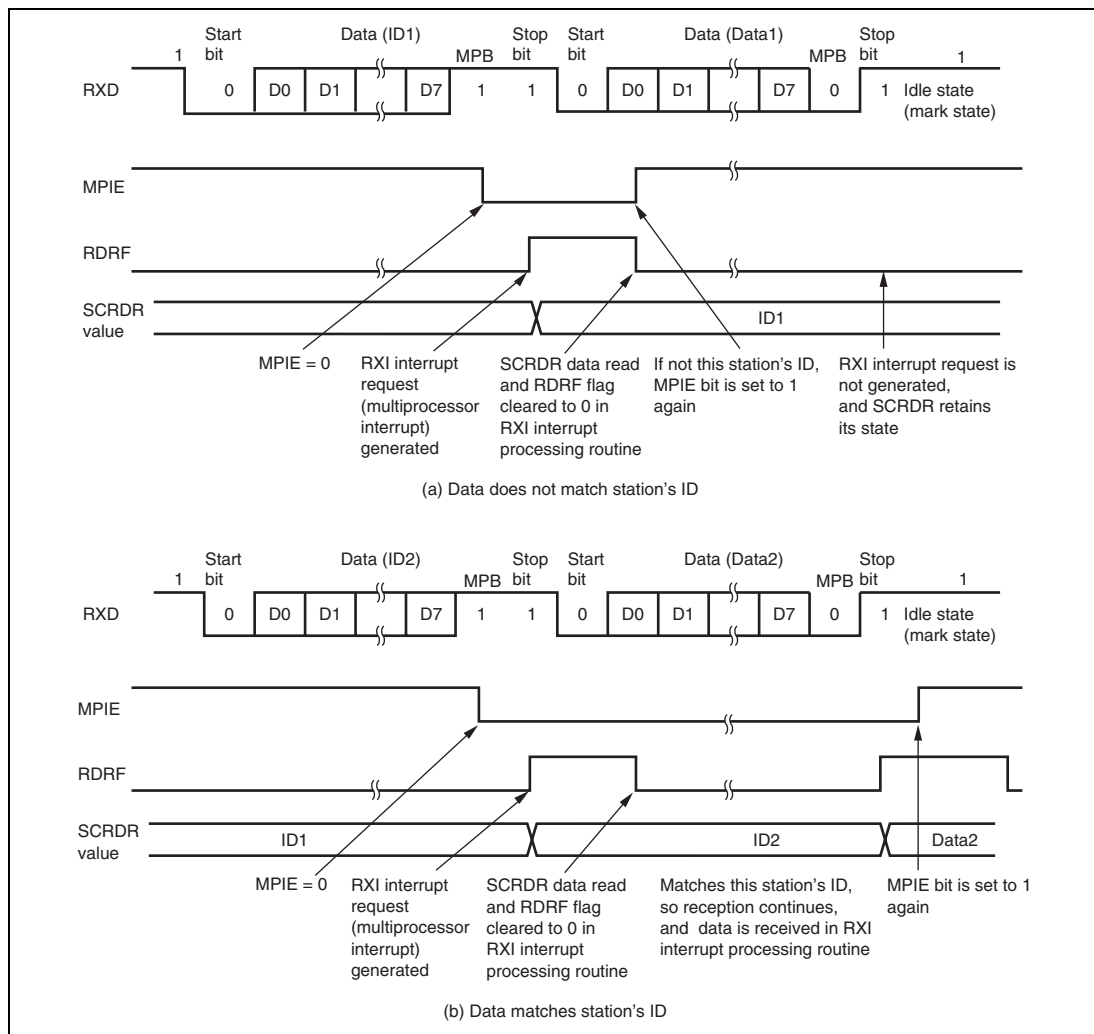 Start bit Data (ID1) MPB Stop bit Start bit Data (Data1) MPB Stop bit
1 1
RXD 0 D0 D1 D7 1 1 0 D0 D1 D7 0 1 Idle state (mark state)
MPIE
RDRF
SCRDR value
ID1
MPIE = 0
RXI interrupt
request
(multiprocessor
interrupt)
generated
SCRDR data read
and RDRF flag
cleared to 0 in
RXI interrupt
processing routine
If not this station's ID,
MPIE bit is set to 1
again
RXI interrupt request is
not generated,
and SCRDR retains
its state
(a) Data does not match station's ID
Start bit Data (ID2) MPB Stop bit Start bit Data (Data2) MPB Stop bit
1 1
RXD 0 D0 D1 D7 1 1 0 D0 D1 D7 0 1 Idle state (mark state)
MPIE
RDRF
SCRDR value
ID1 ID2 Data2
MPIE = 0
RXI interrupt
request
(multiprocessor
interrupt)
generated
SCRDR data read
and RDRF flag
cleared to 0 in
RXI interrupt
processing routine
Matches this station's ID,
so reception continues,
and data is received in RXI
interrupt processing routine
MPIE bit is set to 1
again
(b) Data matches station's ID